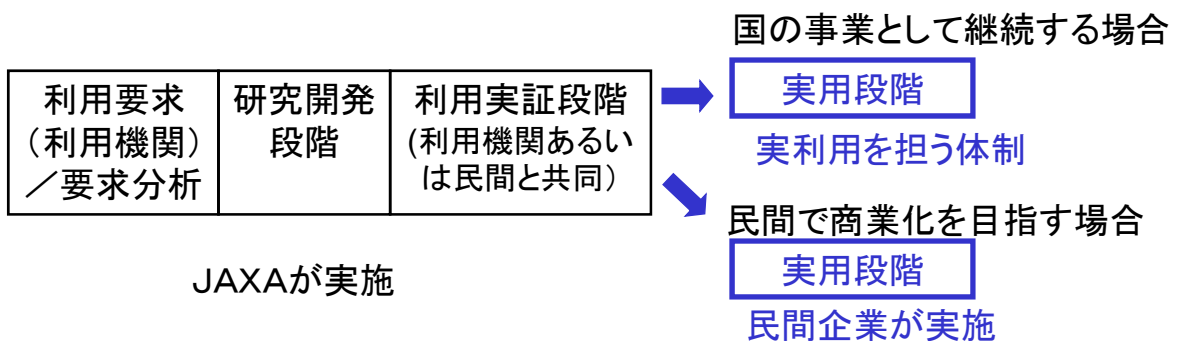 利用要求
（利用機関）
／要求分析
研究開発
段階
利用実証段階
(利用機関あるい
は民間と共同）
JAXAが実施
国の事業として継続する場合
実用段階
実利用を担う体制
民間で商業化を目指す場合
実用段階
民間企業が実施